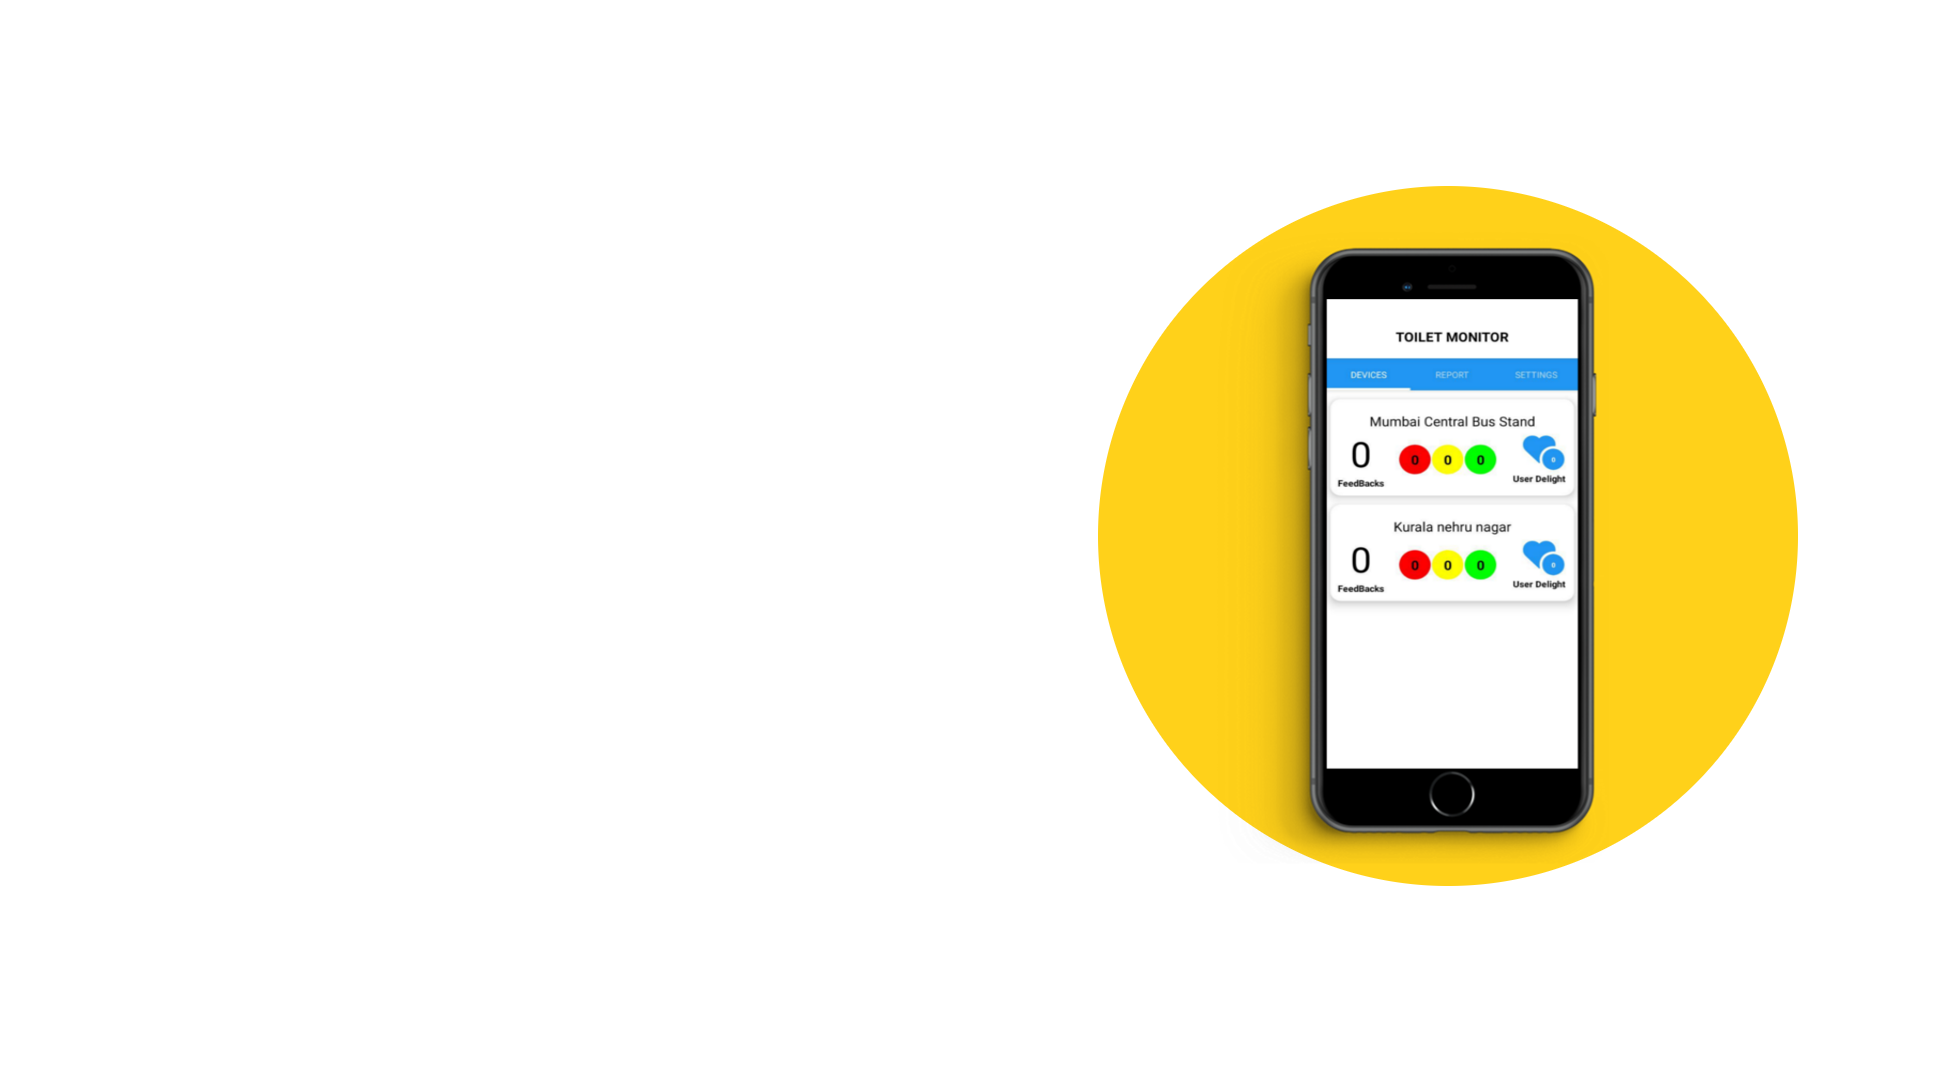 TOILET MONITOR
DEVICES REPORT SETTINGS
Mumbai Central Bus Stand
0 0 0 0 0
FeedBacks User Delight
Kurala nehru nagar
0 0 0 0 0
FeedBacks User Delight